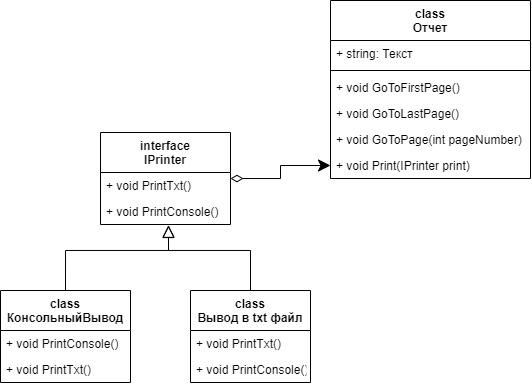 class
Отчет
+ string: Текст
+ void GoToFirstPage()
+ void GoToLastPage()
+ void GoToPage(int pageNumber)
+ void Print(IPrinter print)
interface
IPrinter
+ void PrintTxt()
+ void PrintConsole()
class
КонсольныйВывод
+ void PrintConsole()
+ void PrintTxt()
class
Вывод в txt файл
+ void PrintTxt()
+ void PrintConsole()